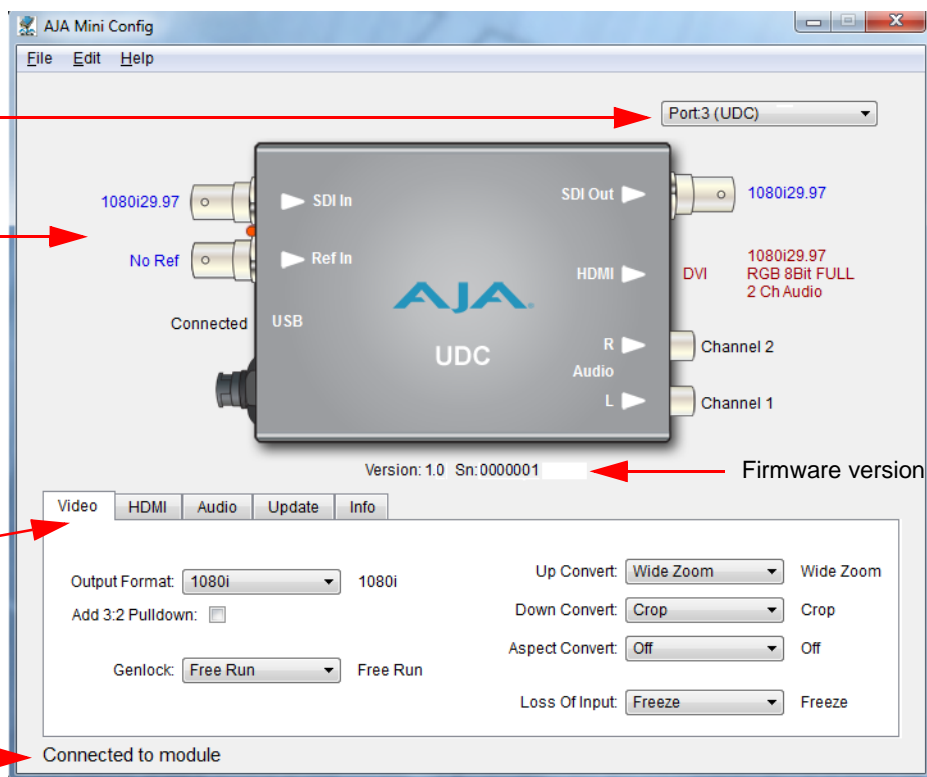 AJA Mini Config
File Edit Help
Port:3 (UDC)
1080i29.97
SDI In
SDI Out
1080i29.97
No Ref
Ref In
HDMI
DVI
1080i29.97
RGB 8Bit FULL
2 Ch Audio
Connected
USB
AJA
UDC
R
Audio
L
Channel 2
Channel 1
Version: 1.0 Sn: 0000001
Firmware version
Video HDMI Audio Update Info
Output Format: 1080i 1080i
Add 3:2 Pulldown:
Genlock: Free Run Free Run
Up Convert: Wide Zoom Wide Zoom
Down Convert: Crop Crop
Aspect Convert: Off Off
Loss Of Input: Freeze Freeze
Connected to module